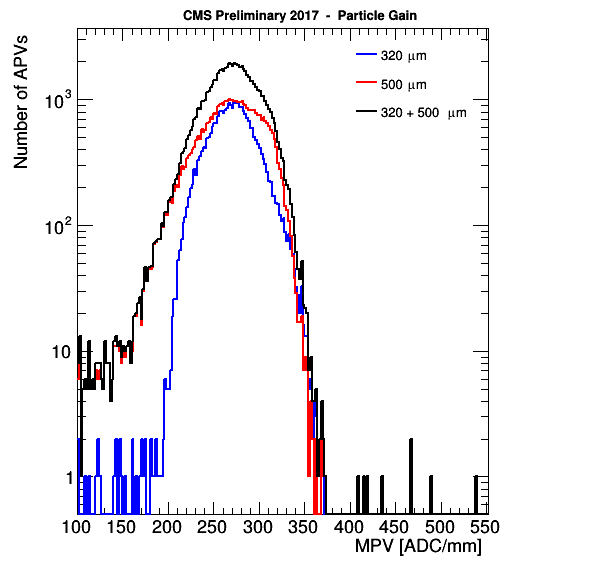 CMS Preliminary 2017 - Particle Gain
Number of APVs
320 μm
500 μm
320 + 500 μm
10³
10²
10
1
100 150 200 250 300 350 400 450 500 550
MPV [ADC/mm]